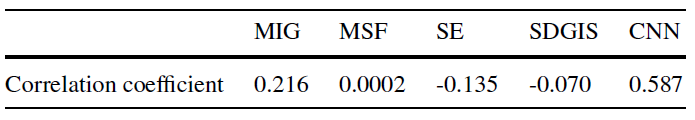 MIG MSF SE SDGIS CNN
Correlation coefficient 0.216 0.0002 -0.135 -0.070 0.587